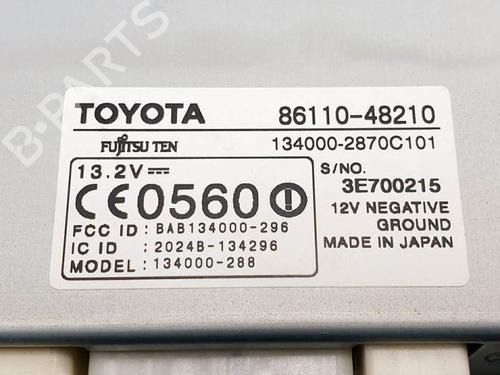 TOYOTA 86110-48210
FUJITSU TEN 134000-2870C101
13.2V S/NO.
CE0560 3E700215
FCC ID : BAB134000-296 12V NEGATIVE
IC ID : 2024B-134296 GROUND
MODEL : 134000-288 MADE IN JAPAN
B-PARTS